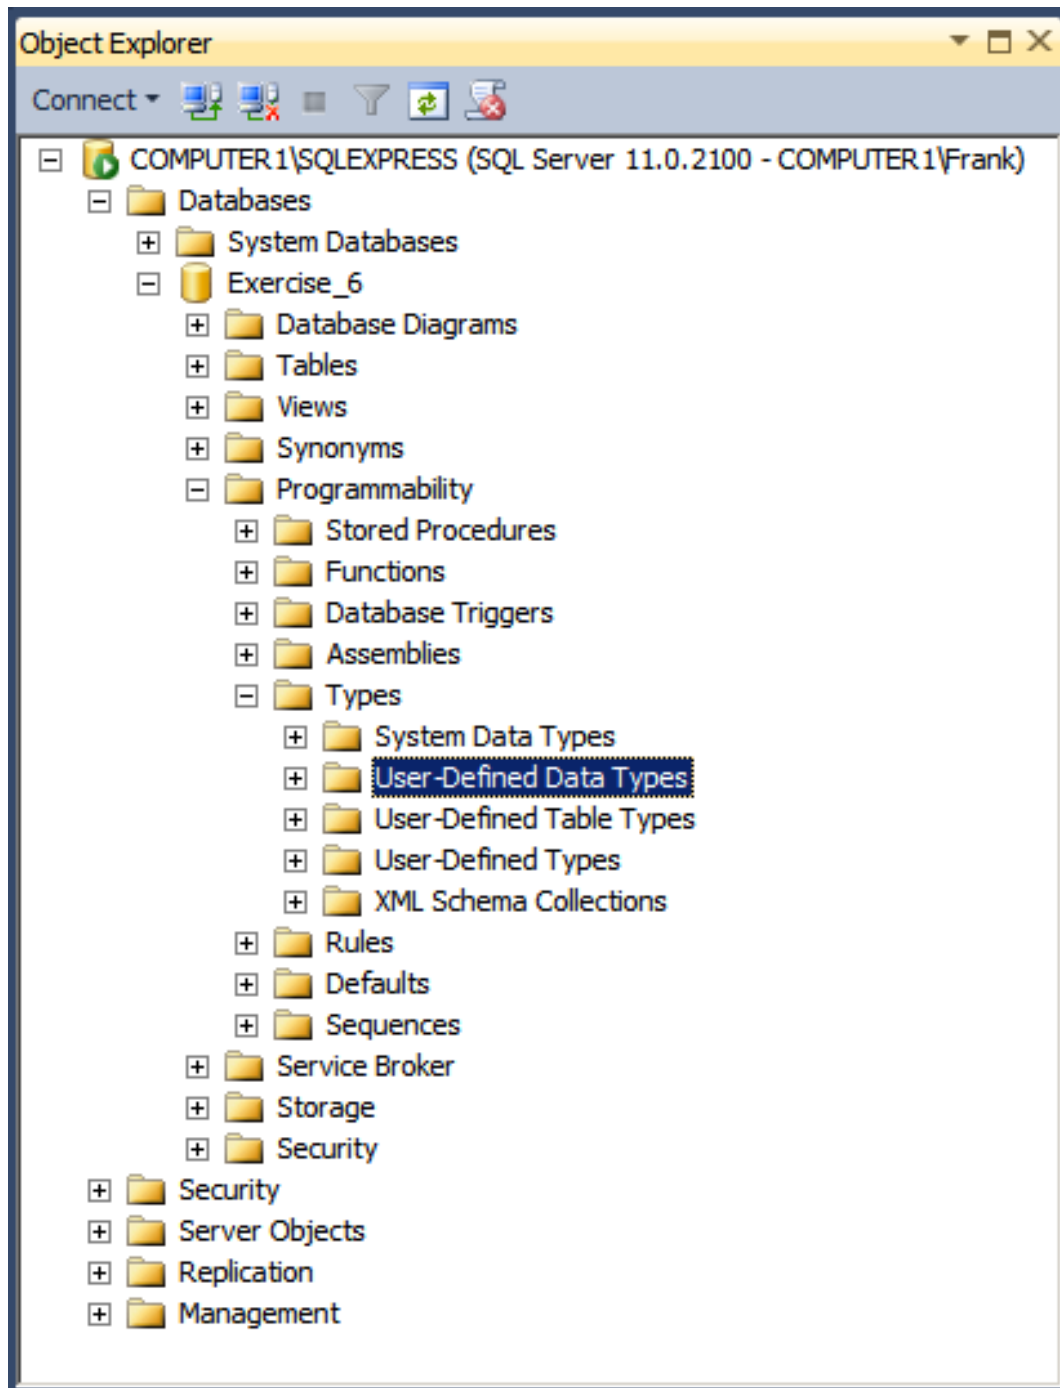 Object Explorer
Connect
COMPUTER1\SQLEXPRESS (SQL Server 11.0.2100 - COMPUTER1\Frank)
Databases
System Databases
Exercise_6
Database Diagrams
Tables
Views
Synonyms
Programmability
Stored Procedures
Functions
Database Triggers
Assemblies
Types
System Data Types
User-Defined Data Types
User-Defined Table Types
User-Defined Types
XML Schema Collections
Rules
Defaults
Sequences
Service Broker
Storage
Security
Security
Server Objects
Replication
Management